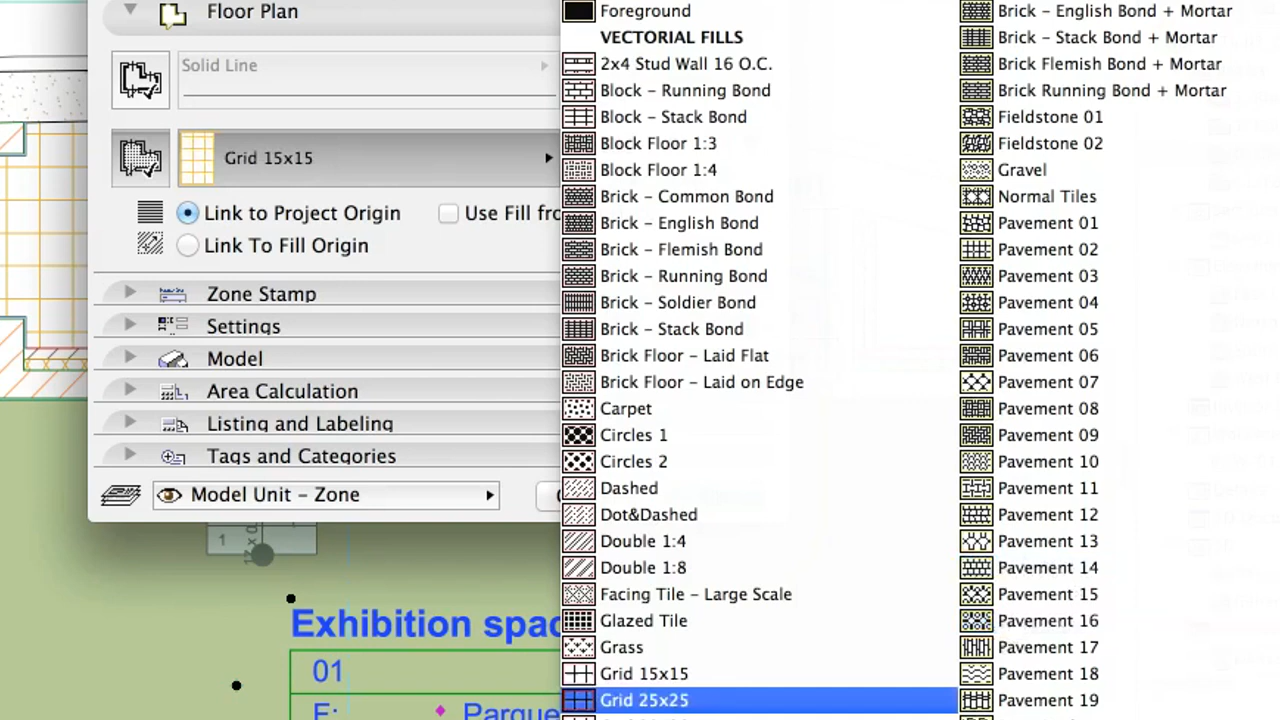 Floor Plan
Solid Line
Grid 15x15
Link to Project Origin
Use Fill fro
Link To Fill Origin
Zone Stamp
Settings
Model
Area Calculation
Listing and Labeling
Tags and Categories
Model Unit – Zone
1
Exhibition spac
01
F:
Parque
Foreground
VECTORIAL FILLS
2x4 Stud Wall 16 O.C.
Block – Running Bond
Block – Stack Bond
Block Floor 1:3
Block Floor 1:4
Brick – Common Bond
Brick – English Bond
Brick – Flemish Bond
Brick – Running Bond
Brick – Soldier Bond
Brick – Stack Bond
Brick Floor – Laid Flat
Brick Floor – Laid on Edge
Carpet
Circles 1
Circles 2
Dashed
Dot&Dashed
Double 1:4
Double 1:8
Facing Tile – Large Scale
Glazed Tile
Grass
Grid 15x15
Grid 25x25
Brick – English Bond + Mortar
Brick – Stack Bond + Mortar
Brick Flemish Bond + Mortar
Brick Running Bond + Mortar
Fieldstone 01
Fieldstone 02
Gravel
Normal Tiles
Pavement 01
Pavement 02
Pavement 03
Pavement 04
Pavement 05
Pavement 06
Pavement 07
Pavement 08
Pavement 09
Pavement 10
Pavement 11
Pavement 12
Pavement 13
Pavement 14
Pavement 15
Pavement 16
Pavement 17
Pavement 18
Pavement 19